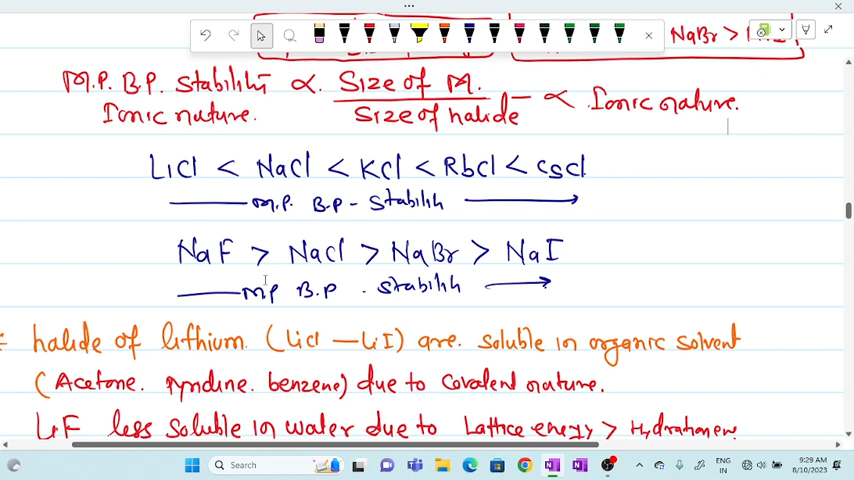 NaBr >
M.P. B.P. Stability ∝ Size of M. / Size of halide ∝ Ionic nature.
Ionic nature.
LiCl < NaCl < KCl < RbCl < CsCl
M.P. B.P - Stability
NaF > NaCl > NaBr > NaI
MP B.P . Stability
halide of lithium. (LiCl — LiI) are. soluble in organic solvent
(Acetone. pyridine. benzene) due to covalent nature.
LiF less soluble in water due to Lattice energy > Hydration en
Search
ENG
IN
9:29 AM
8/10/2023